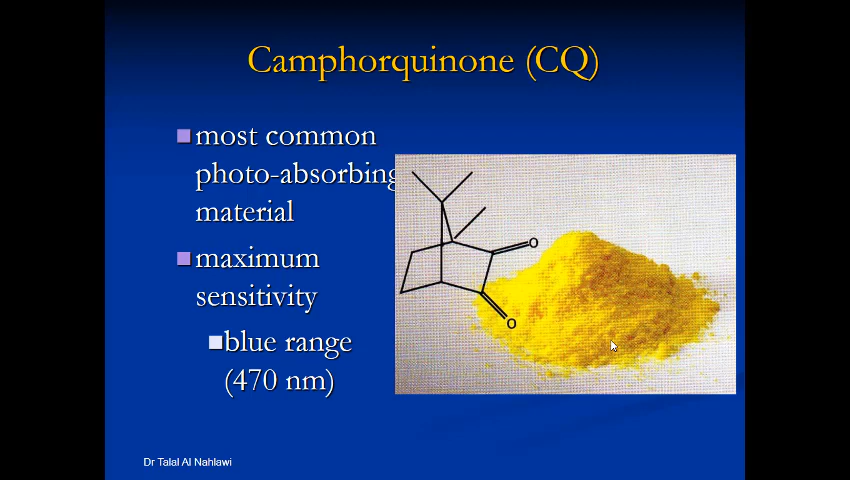 Camphorquinone (CQ)
most common
photo-absorbing
material
maximum
sensitivity
blue range
(470 nm)
O
O
Dr Talal Al Nahlawi